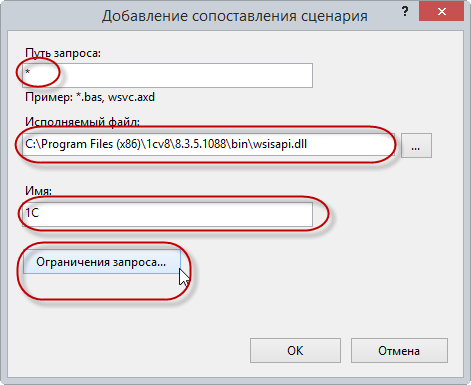 Добавление сопоставления сценария
?
Путь запроса:
*
Пример: *.bas, wsvc.axd
Исполняемый файл:
C:\Program Files (x86)\1cv8\8.3.5.1088\bin\wsisapi.dll
...
Имя:
1C
Ограничения запроса...
ОК
Отмена